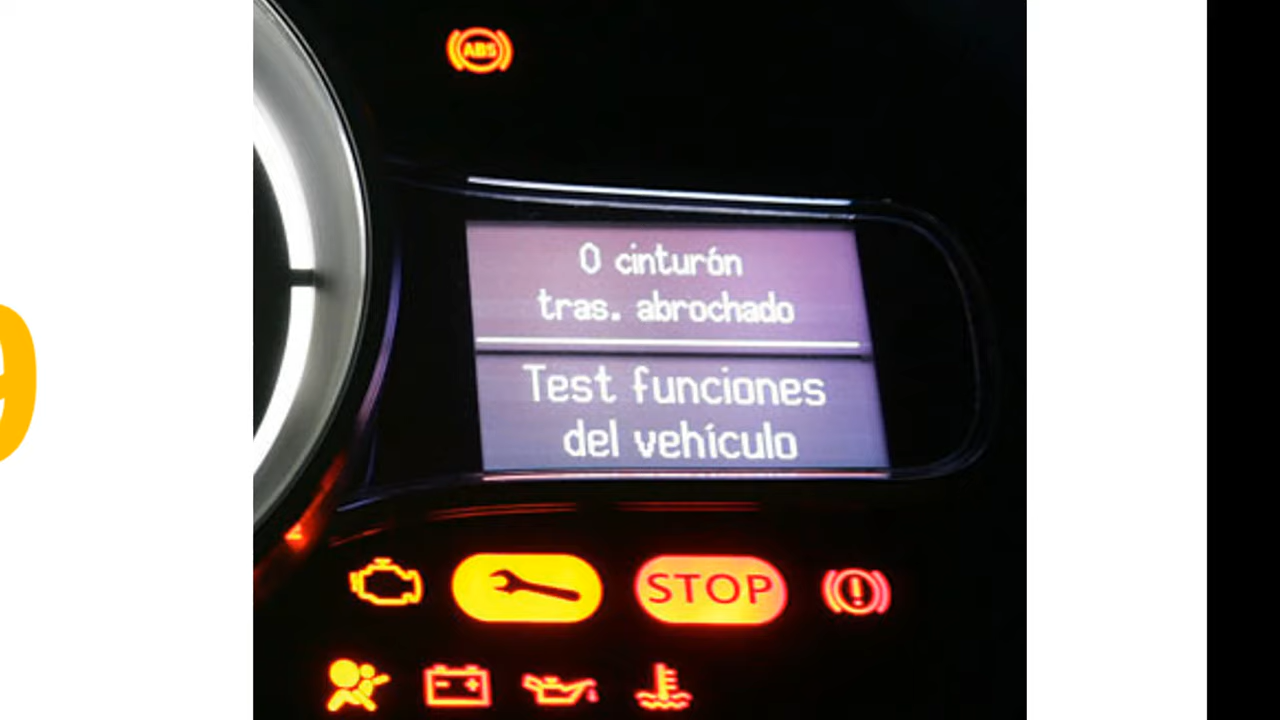 ABS
0 cinturón
tras. abrochado
Test funciones
del vehículo
STOP